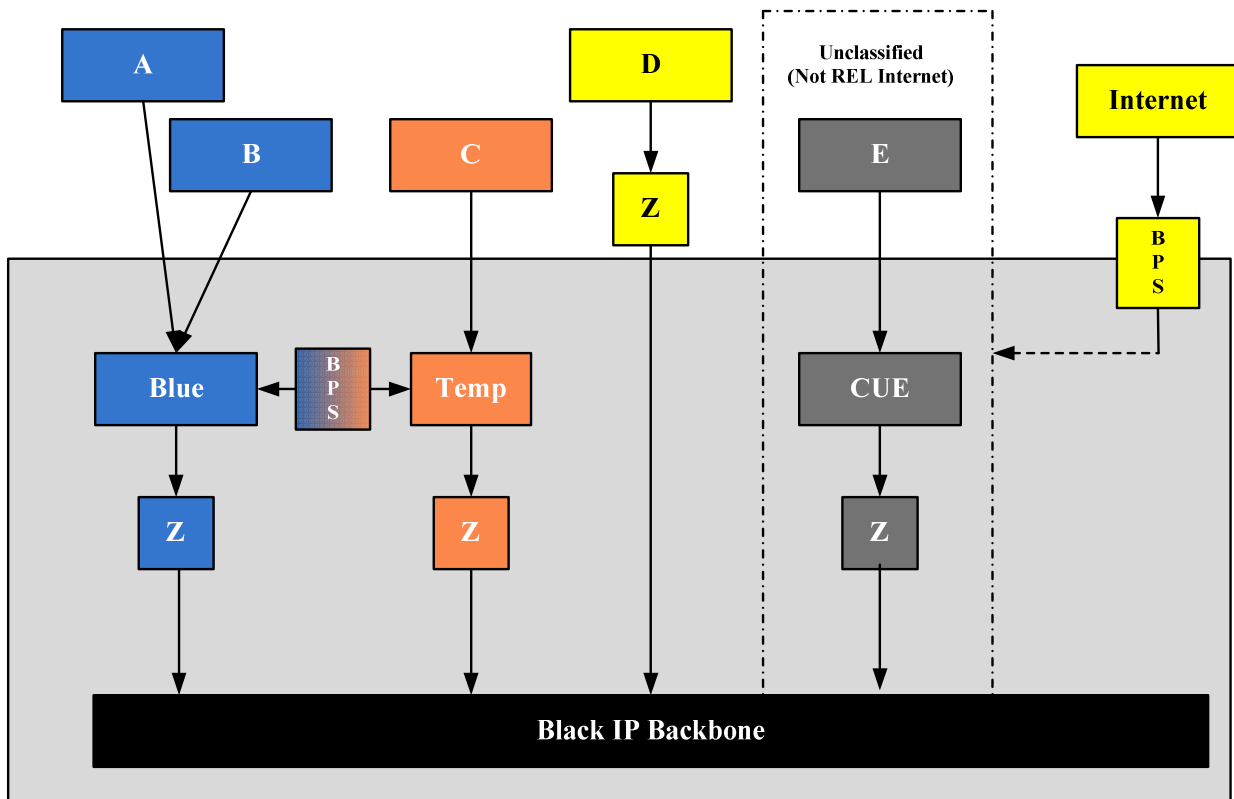 A
D
Unclassified
(Not REL Internet)
Internet
B
C
E
Z
B
P
S
Blue
B
P
S
Temp
CUE
Z
Z
Z
Black IP Backbone